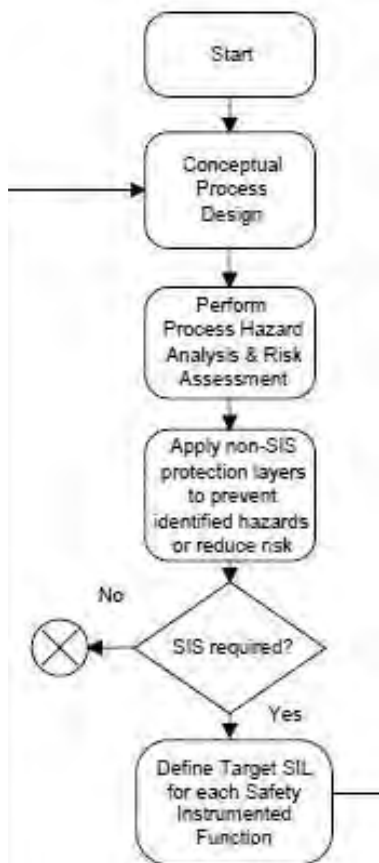 Start
Conceptual
Process
Design
Perform
Process Hazard
Analysis & Risk
Assessment
Apply non-SIS
protection layers
to prevent
identified hazards
or reduce risk
No
SIS required?
Yes
Define Target SIL
for each Safety
Instrumented
Function